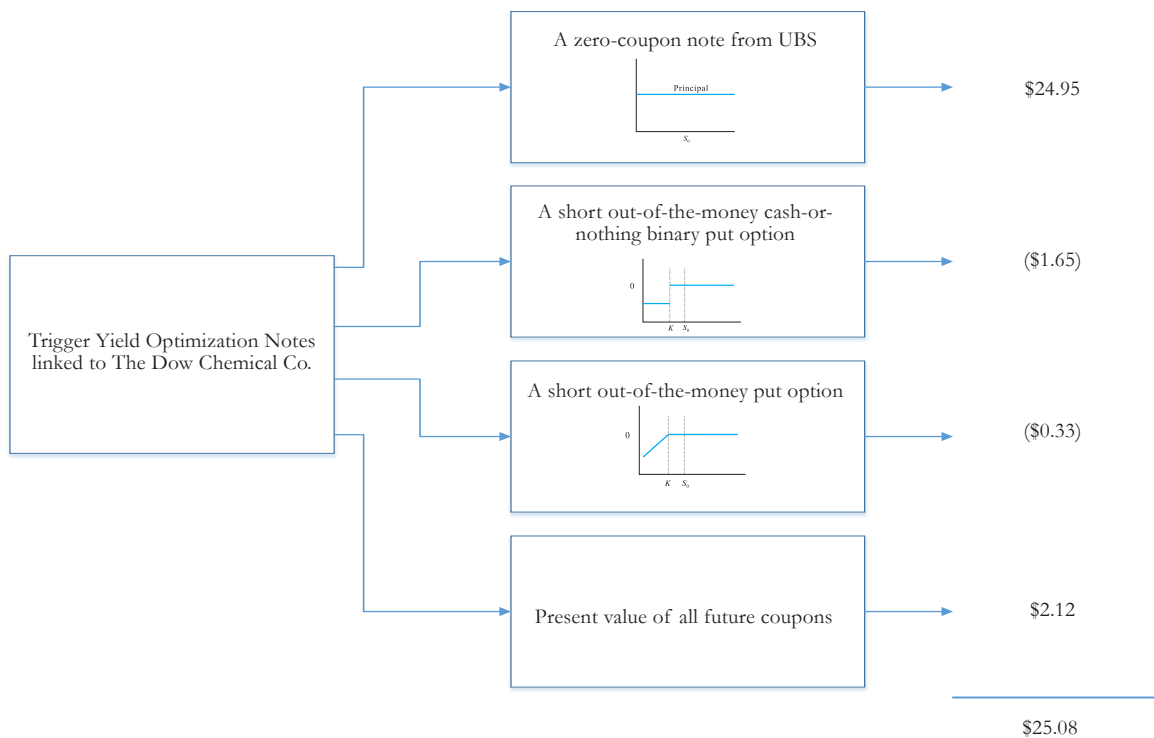 A zero-coupon note from UBS
Principal
S₀
$24.95
A short out-of-the-money cash-or-
nothing binary put option
0
K
S₀
($1.65)
Trigger Yield Optimization Notes
linked to The Dow Chemical Co.
A short out-of-the-money put option
0
K
S₀
($0.33)
Present value of all future coupons
$2.12
$25.08